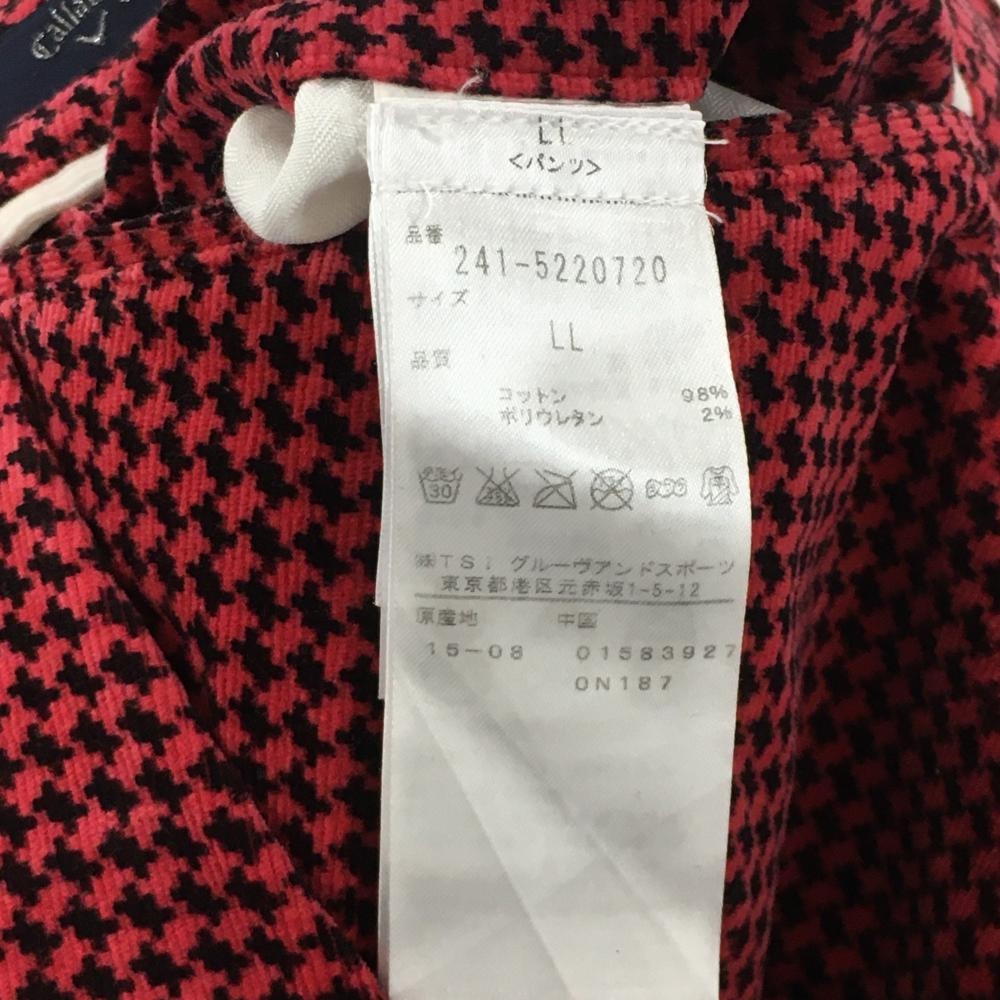 LL
<パンツ>
品番
241-5220720
サイズ
LL
品質
コットン 98%
ポリウレタン 2%
30
㈱TSI グルーヴアンドスポーツ
東京都港区元赤坂1-5-12
原産地 中国
15-08 01583927
0N187